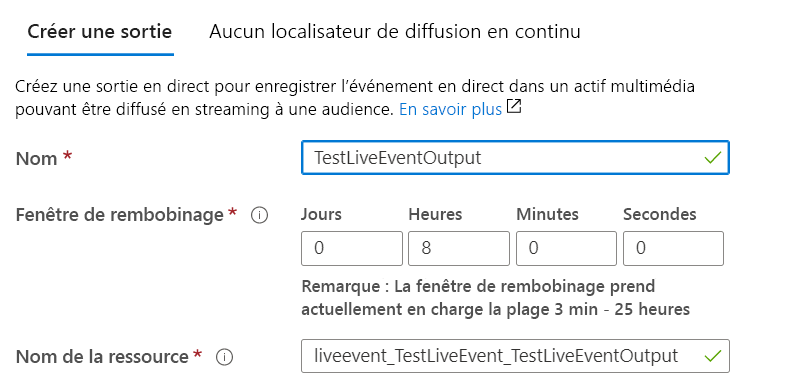 Créer une sortie Aucun localisateur de diffusion en continu
Créez une sortie en direct pour enregistrer l’événement en direct dans un actif multimédia
pouvant être diffusé en streaming à une audience. En savoir plus
Nom * TestLiveEventOutput
Fenêtre de rembobinage * Jours Heures Minutes Secondes
0 8 0 0
Remarque : La fenêtre de rembobinage prend
actuellement en charge la plage 3 min - 25 heures
Nom de la ressource * liveevent_TestLiveEvent_TestLiveEventOutput